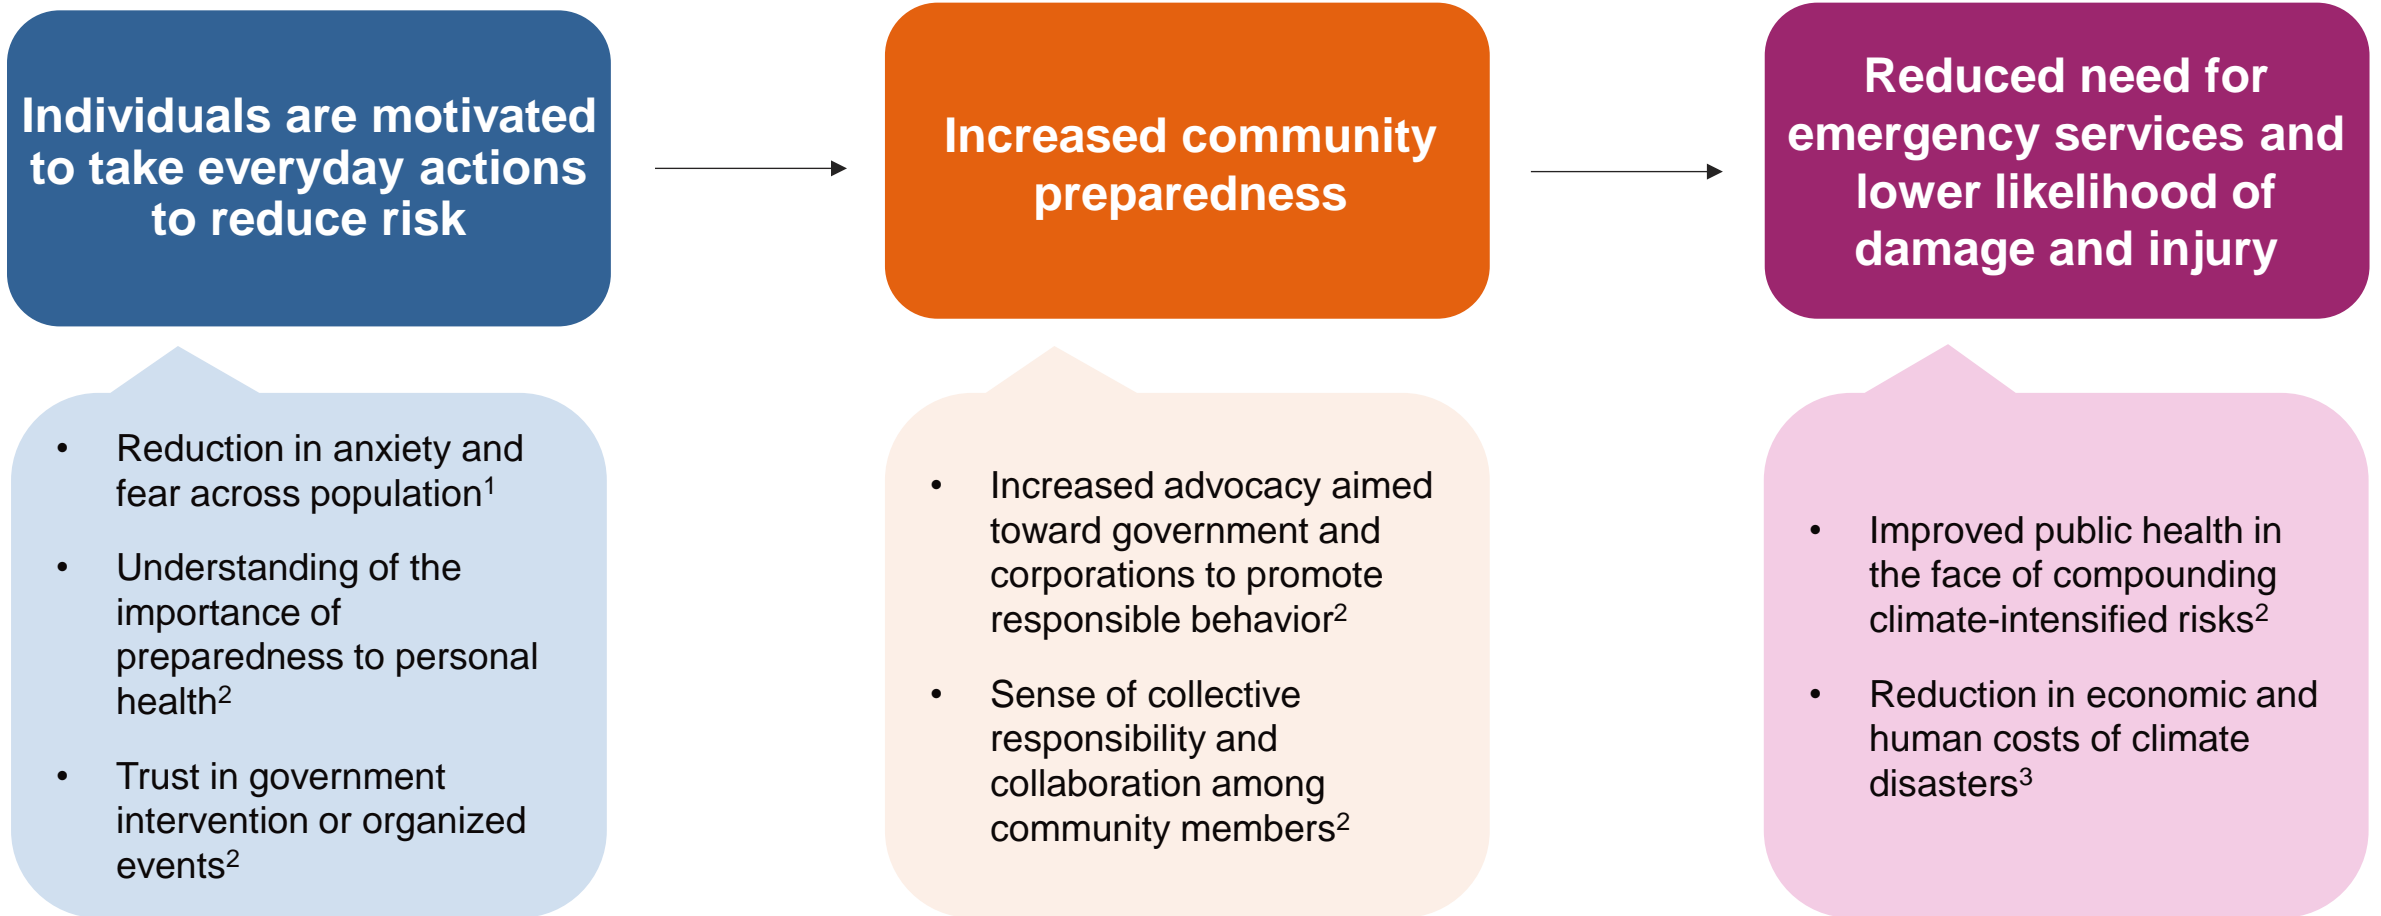 Individuals are motivated
to take everyday actions
to reduce risk
Increased community
preparedness
Reduced need for
emergency services and
lower likelihood of
damage and injury
• Reduction in anxiety and
fear across population¹
• Understanding of the
importance of
preparedness to personal
health²
• Trust in government
intervention or organized
events²
• Increased advocacy aimed
toward government and
corporations to promote
responsible behavior²
• Sense of collective
responsibility and
collaboration among
community members²
• Improved public health in
the face of compounding
climate-intensified risks²
• Reduction in economic and
human costs of climate
disasters³